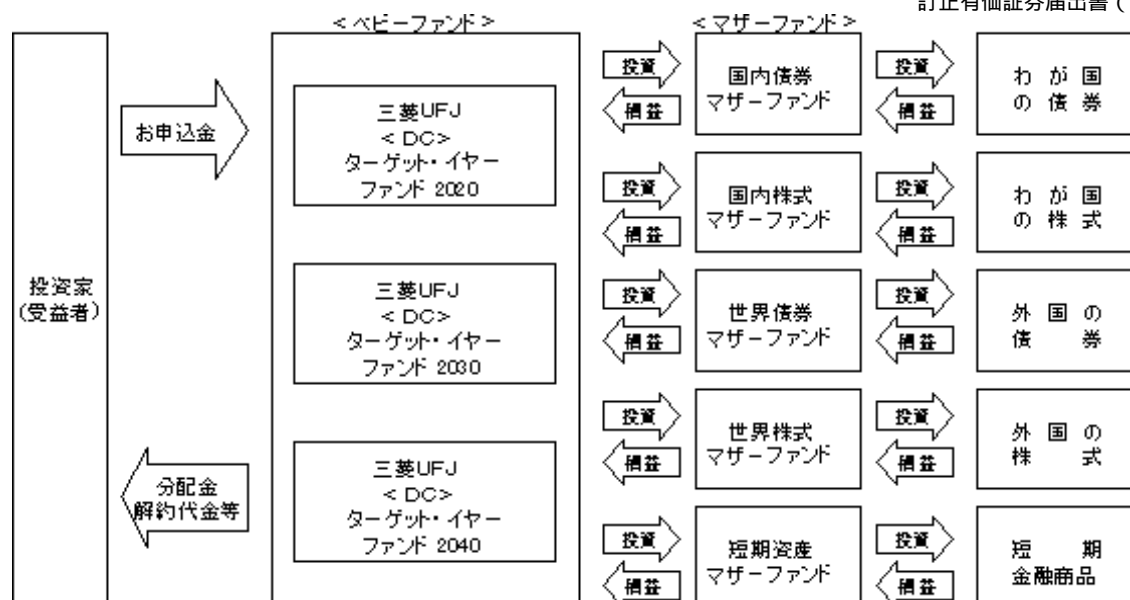 訂正有価証券届出書(
<ベビーファンド>
<マザーファンド>
投資家
(受益者)
お申込金
分配金
解約代金等
三菱UFJ
<DC>
ターゲット・イヤー
ファンド 2020
三菱UFJ
<DC>
ターゲット・イヤー
ファンド 2030
三菱UFJ
<DC>
ターゲット・イヤー
ファンド 2040
投資
損益
国内債券
マザーファンド
投資
損益
わが国
の債券
投資
損益
国内株式
マザーファンド
投資
損益
わが国
の株式
投資
損益
世界債券
マザーファンド
投資
損益
外国の
債券
投資
損益
世界株式
マザーファンド
投資
損益
外国の
株式
投資
損益
短期資産
マザーファンド
投資
損益
短期
金融商品